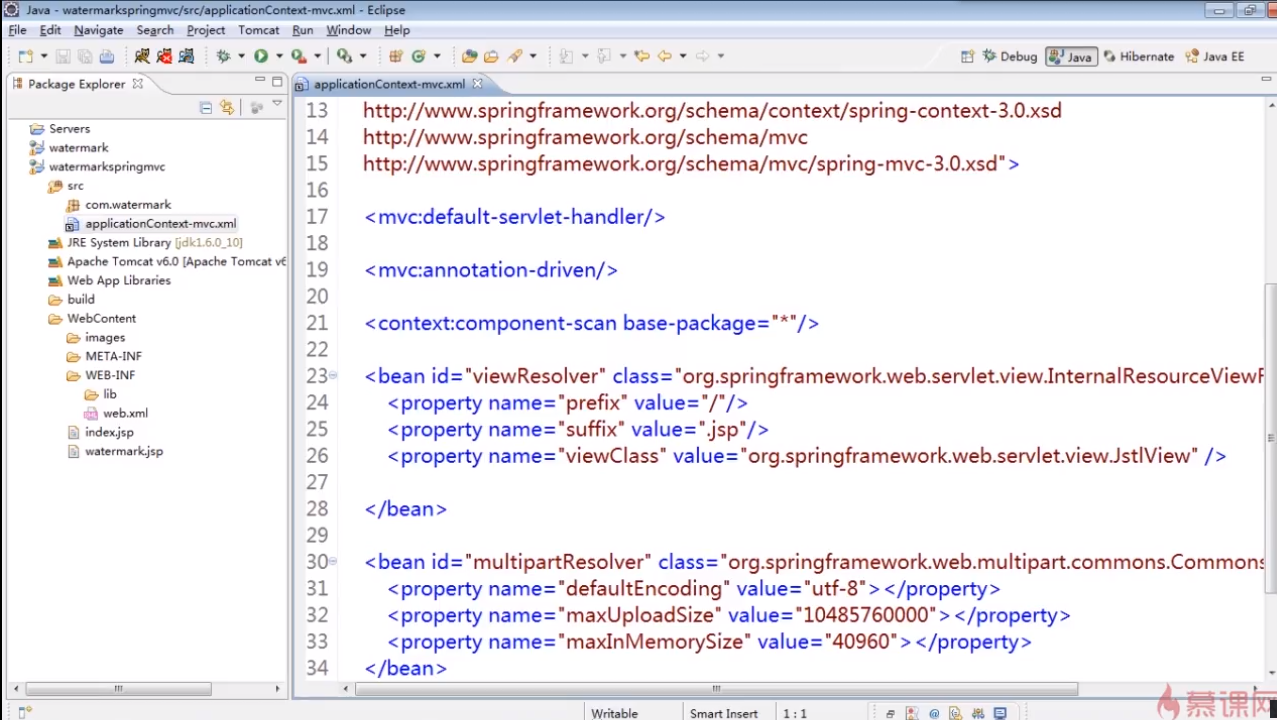 Java - watermarkspringmvc/src/applicationContext-mvc.xml - Eclipse
File Edit Navigate Search Project Tomcat Run Window Help
Debug Java Hibernate Java EE
Package Explorer
applicationContext-mvc.xml
Servers
watermark
watermarkspringmvc
src
com.watermark
applicationContext-mvc.xml
JRE System Library [jdk1.6.0_10]
Apache Tomcat v6.0 [Apache Tomcat v6
Web App Libraries
build
WebContent
images
META-INF
WEB-INF
lib
web.xml
index.jsp
watermark.jsp
13 http://www.springframework.org/schema/context/spring-context-3.0.xsd
14 http://www.springframework.org/schema/mvc
15 http://www.springframework.org/schema/mvc/spring-mvc-3.0.xsd">
16
17 <mvc:default-servlet-handler/>
18
19 <mvc:annotation-driven/>
20
21 <context:component-scan base-package="*"/>
22
23 <bean id="viewResolver" class="org.springframework.web.servlet.view.InternalResourceViewR
24 <property name="prefix" value="/"/>
25 <property name="suffix" value=".jsp"/>
26 <property name="viewClass" value="org.springframework.web.servlet.view.JstlView" />
27
28 </bean>
29
30 <bean id="multipartResolver" class="org.springframework.web.multipart.commons.Commons
31 <property name="defaultEncoding" value="utf-8"></property>
32 <property name="maxUploadSize" value="10485760000"></property>
33 <property name="maxInMemorySize" value="40960"></property>
34 </bean>
Writable Smart Insert 1 : 1
慕课网